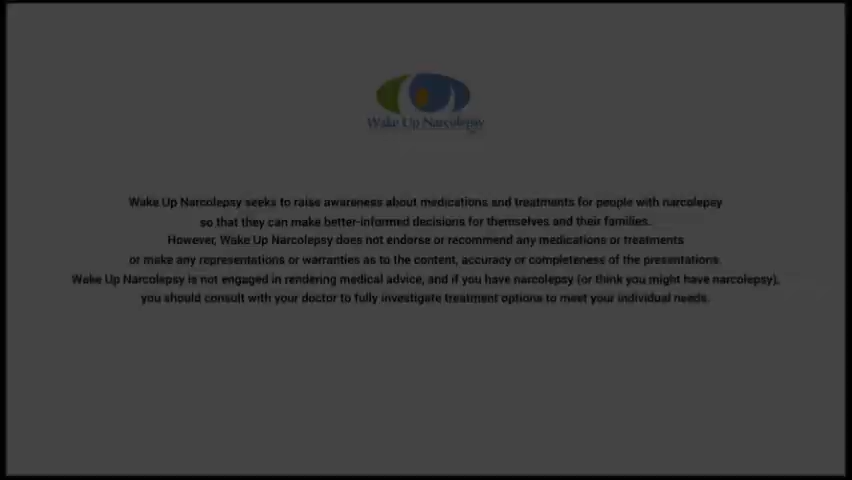 Wake Up Narcolepsy
Wake Up Narcolepsy seeks to raise awareness about medications and treatments for people with narcolepsy
so that they can make better-informed decisions for themselves and their families.
However, Wake Up Narcolepsy does not endorse or recommend any medications or treatments
or make any representations or warranties as to the content, accuracy or completeness of the presentations.
Wake Up Narcolepsy is not engaged in rendering medical advice, and if you have narcolepsy (or think you might have narcolepsy),
you should consult with your doctor to fully investigate treatment options to meet your individual needs.